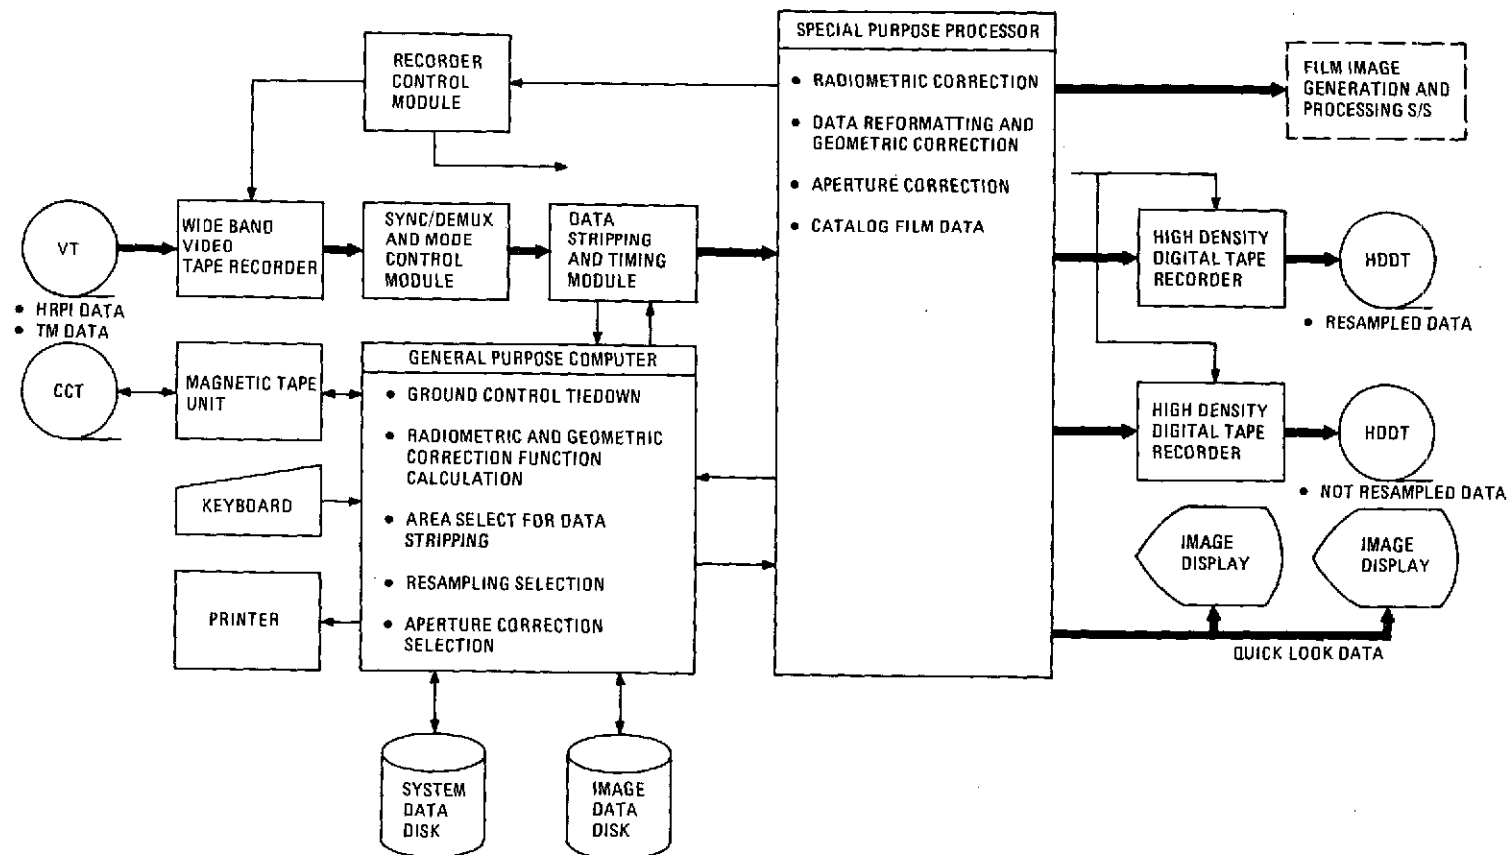 RECORDER
CONTROL
MODULE
SPECIAL PURPOSE PROCESSOR
• RADIOMETRIC CORRECTION
• DATA REFORMATTING AND
GEOMETRIC CORRECTION
• APERTURE CORRECTION
• CATALOG FILM DATA
FILM IMAGE
GENERATION AND
PROCESSING S/S
VT
• HRPI DATA
• TM DATA
WIDE BAND
VIDEO
TAPE RECORDER
SYNC/DEMUX
AND MODE
CONTROL
MODULE
DATA
STRIPPING
AND TIMING
MODULE
HIGH DENSITY
DIGITAL TAPE
RECORDER
HDDT
• RESAMPLED DATA
CCT
MAGNETIC TAPE
UNIT
GENERAL PURPOSE COMPUTER
• GROUND CONTROL TIEDOWN
• RADIOMETRIC AND GEOMETRIC
CORRECTION FUNCTION
CALCULATION
• AREA SELECT FOR DATA
STRIPPING
• RESAMPLING SELECTION
• APERTURE CORRECTION
SELECTION
HIGH DENSITY
DIGITAL TAPE
RECORDER
HDDT
• NOT RESAMPLED DATA
KEYBOARD
PRINTER
IMAGE
DISPLAY
IMAGE
DISPLAY
QUICK LOOK DATA
SYSTEM
DATA
DISK
IMAGE
DATA
DISK